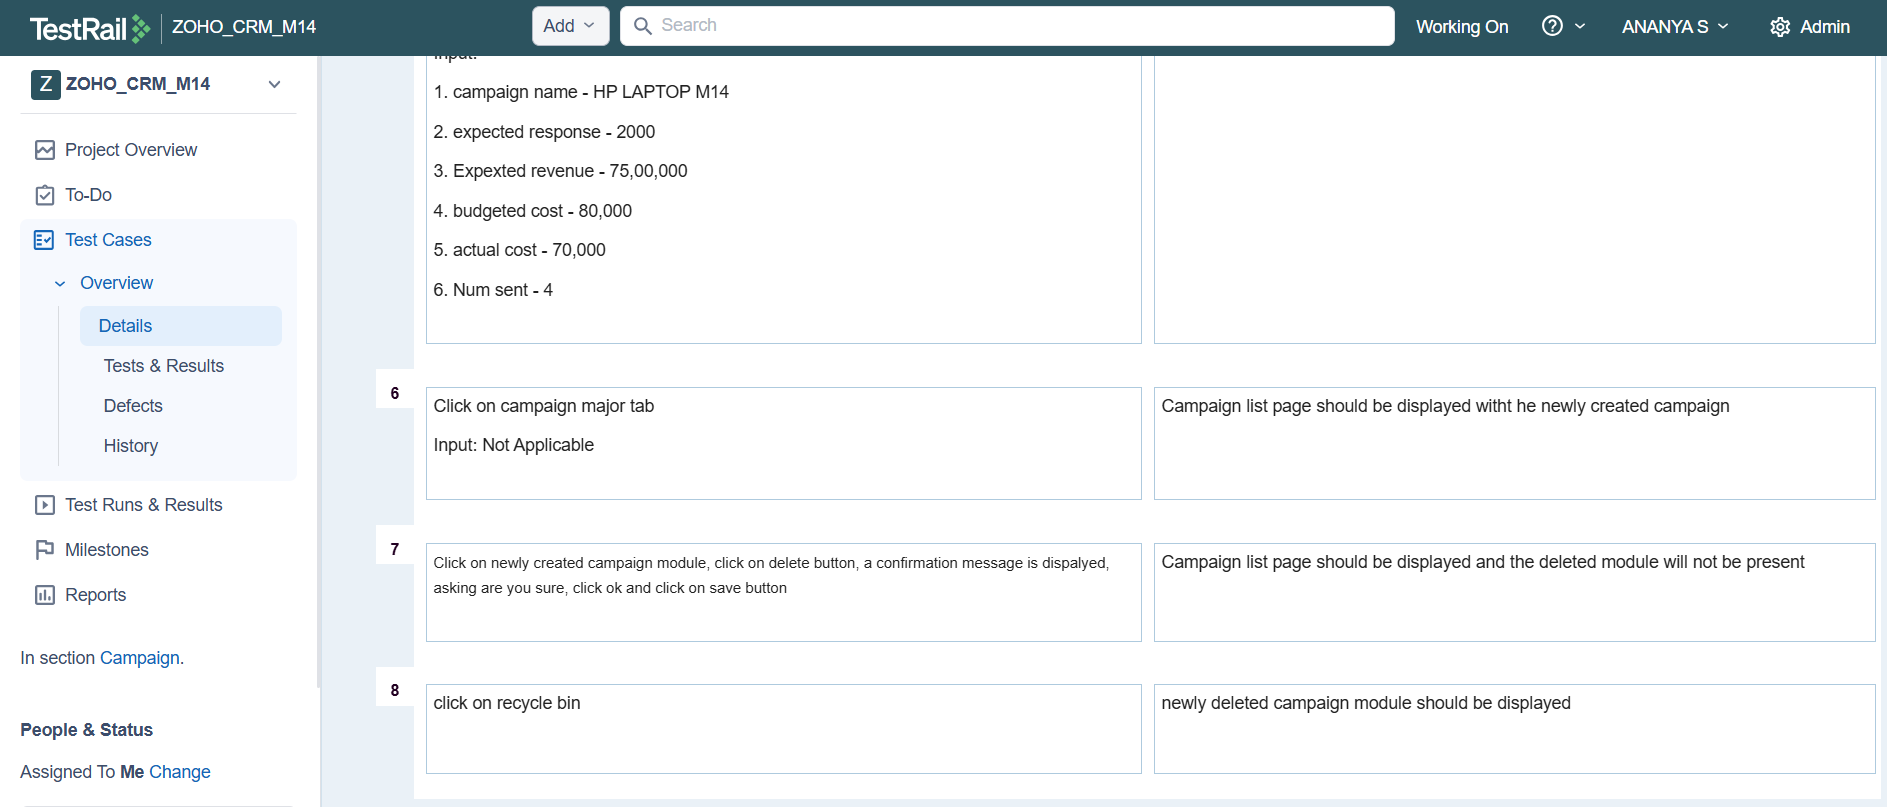 TestRail ZOHO_CRM_M14 Add Search Working On ANANYA S Admin
Z ZOHO_CRM_M14
Project Overview
To-Do
Test Cases
Overview
Details
Tests & Results
Defects
History
Test Runs & Results
Milestones
Reports
In section Campaign.
People & Status
Assigned To Me Change
Input:
1. campaign name - HP LAPTOP M14
2. expected response - 2000
3. Expexted revenue - 75,00,000
4. budgeted cost - 80,000
5. actual cost - 70,000
6. Num sent - 4
6
Click on campaign major tab
Input: Not Applicable
Campaign list page should be displayed witht he newly created campaign
7
Click on newly created campaign module, click on delete button, a confirmation message is dispalyed,
asking are you sure, click ok and click on save button
Campaign list page should be displayed and the deleted module will not be present
8
click on recycle bin
newly deleted campaign module should be displayed